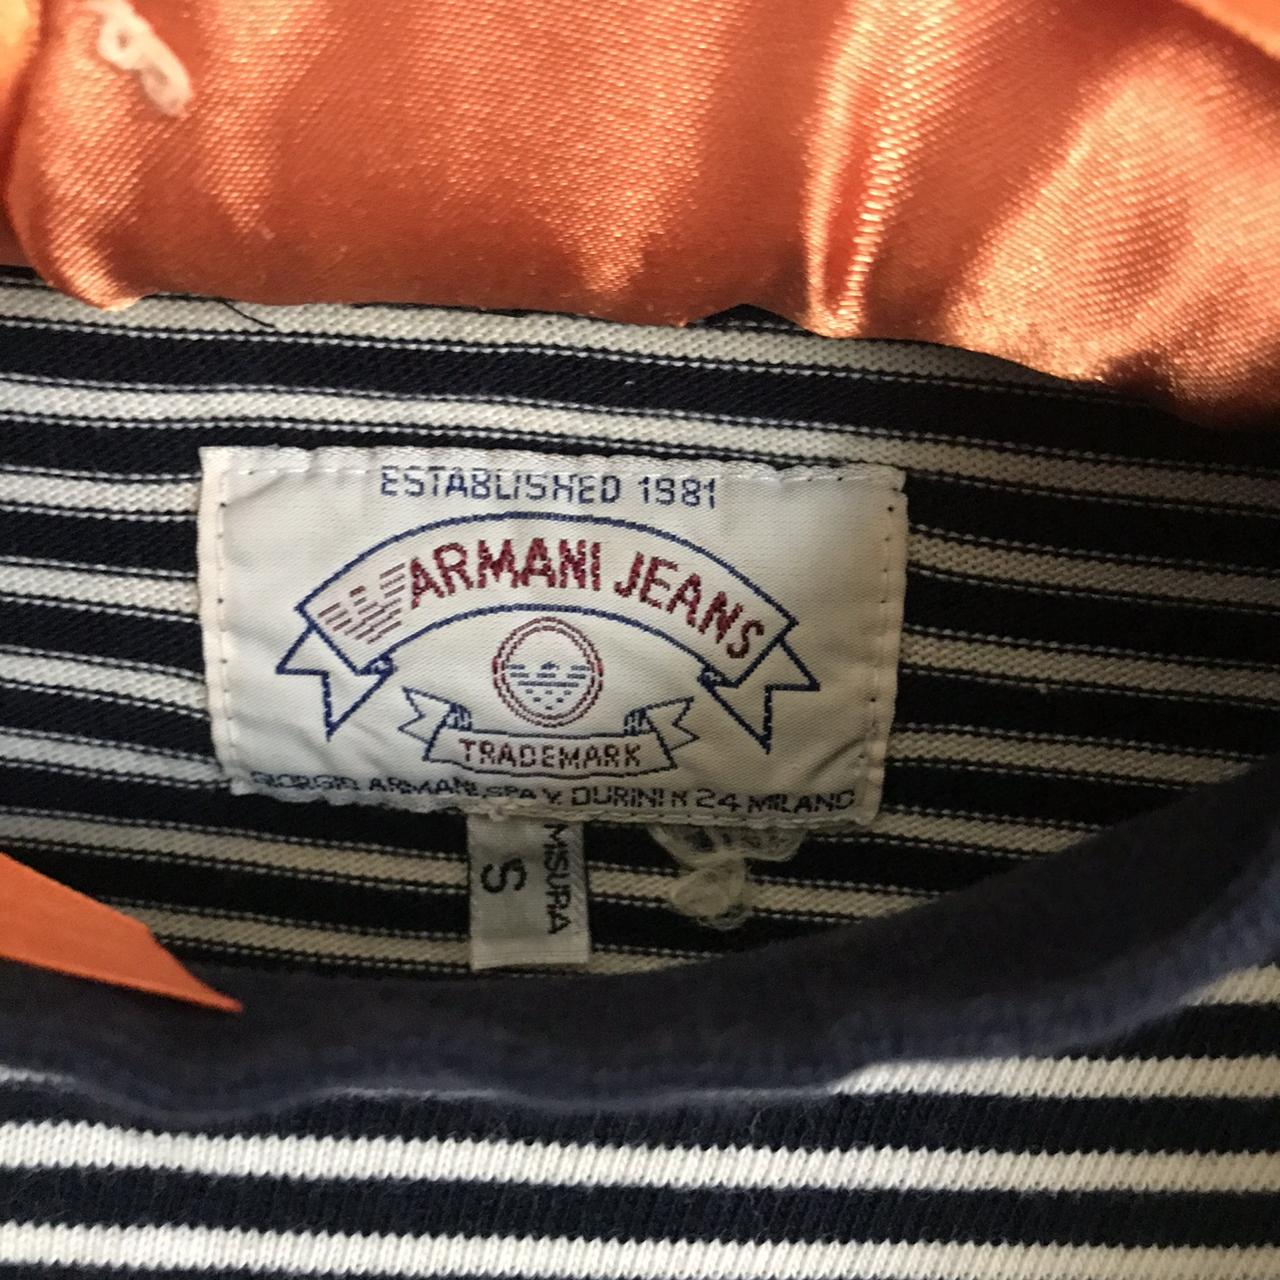 ESTABLISHED 1981
ARMANI JEANS
TRADEMARK
GIORGIO ARMANI SPA V. DURINI N 24 MILANO
MISURA
S